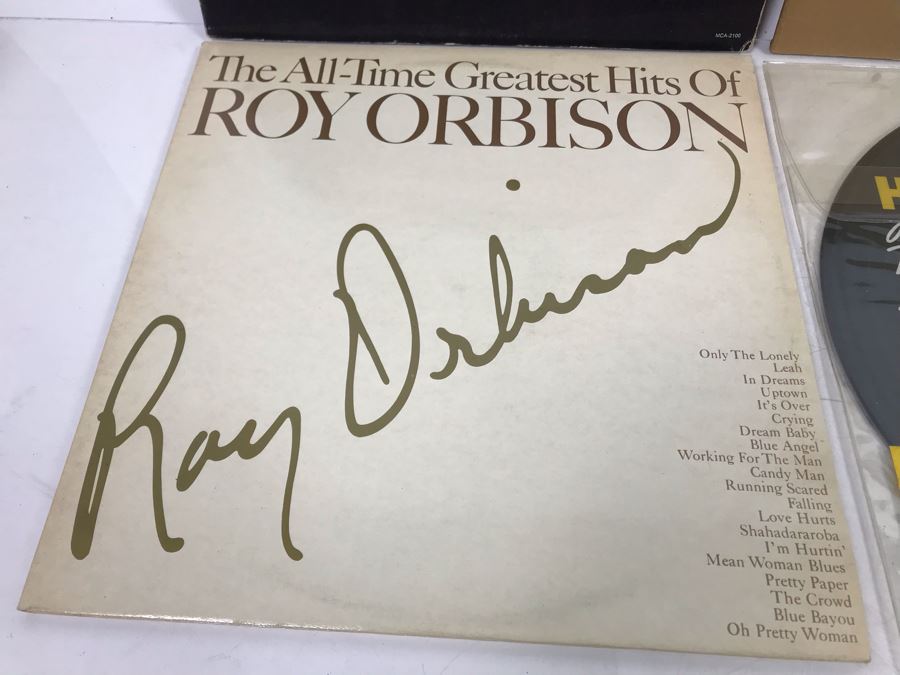 MCA-2100
The All-Time Greatest Hits Of
ROY ORBISON
Roy Orbison
Only The Lonely
Leah
In Dreams
Uptown
It's Over
Crying
Dream Baby
Blue Angel
Working For The Man
Candy Man
Running Scared
Falling
Love Hurts
Shahadararoba
I'm Hurtin'
Mean Woman Blues
Pretty Paper
The Crowd
Blue Bayou
Oh Pretty Woman